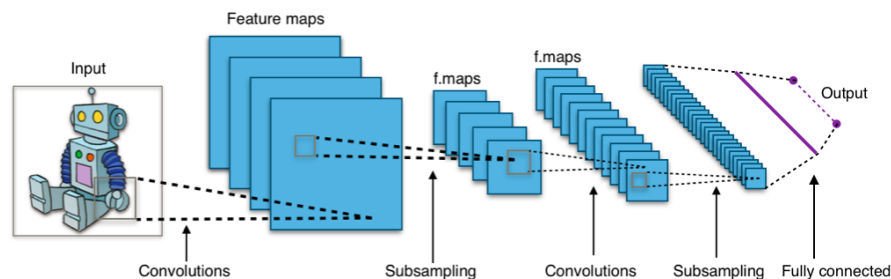 Feature maps
Input
f.maps
f.maps
Output
Convolutions
Subsampling
Convolutions
Subsampling
Fully connected